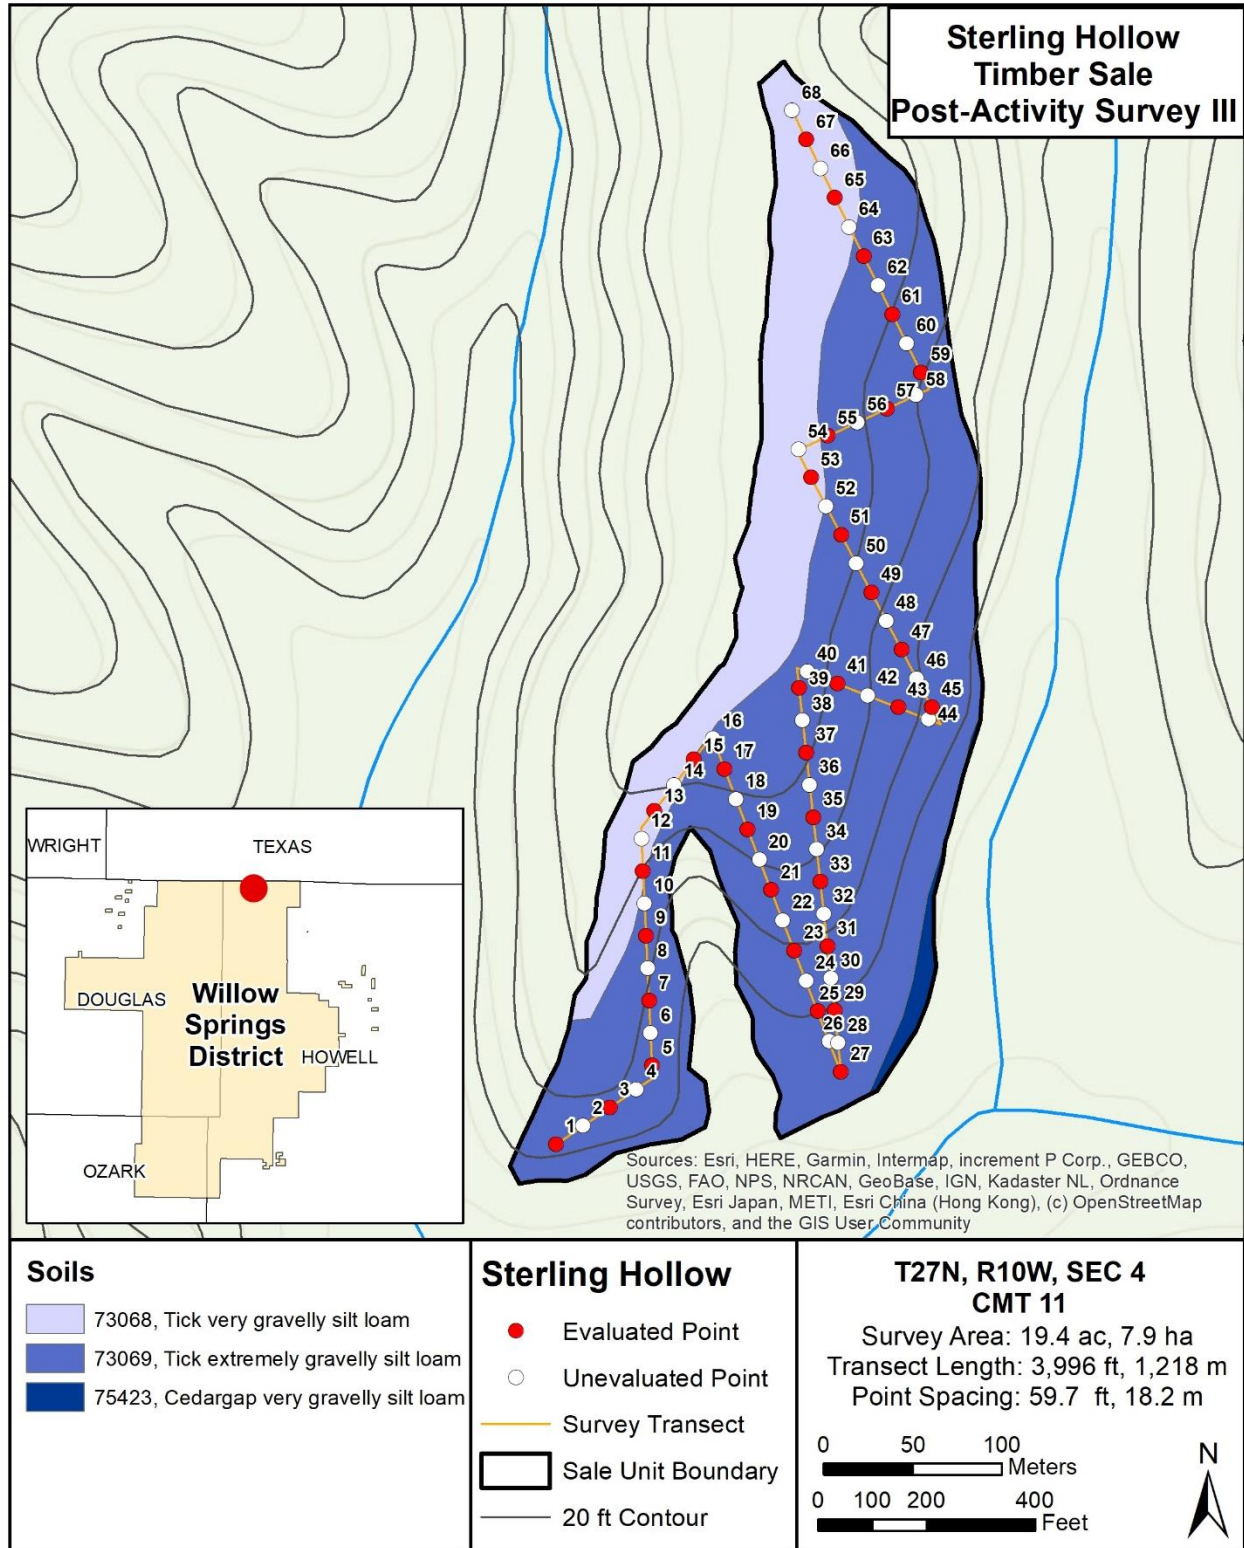 Sterling Hollow
Timber Sale
Post-Activity Survey III
68
67
66
65
64
63
62
61
60
59
58
57
56
55
54
53
52
51
50
49
48
47
46
45
44
43
42
41
40
39
38
37
36
35
34
33
32
31
30
29
28
27
26
25
24
23
22
21
20
19
18
17
16
15
14
13
12
11
10
9
8
7
6
5
4
3
2
1
WRIGHT
TEXAS
DOUGLAS
Willow
Springs
District
HOWELL
OZARK
Sources: Esri, HERE, Garmin, Intermap, increment P Corp., GEBCO,
USGS, FAO, NPS, NRCAN, GeoBase, IGN, Kadaster NL, Ordnance
Survey, Esri Japan, METI, Esri China (Hong Kong), (c) OpenStreetMap
contributors, and the GIS User Community
Soils
73068, Tick very gravelly silt loam
73069, Tick extremely gravelly silt loam
75423, Cedargap very gravelly silt loam
Sterling Hollow
Evaluated Point
Unevaluated Point
Survey Transect
Sale Unit Boundary
20 ft Contour
T27N, R10W, SEC 4
CMT 11
Survey Area: 19.4 ac, 7.9 ha
Transect Length: 3,996 ft, 1,218 m
Point Spacing: 59.7 ft, 18.2 m
0 50 100
Meters
0 100 200 400
Feet
N